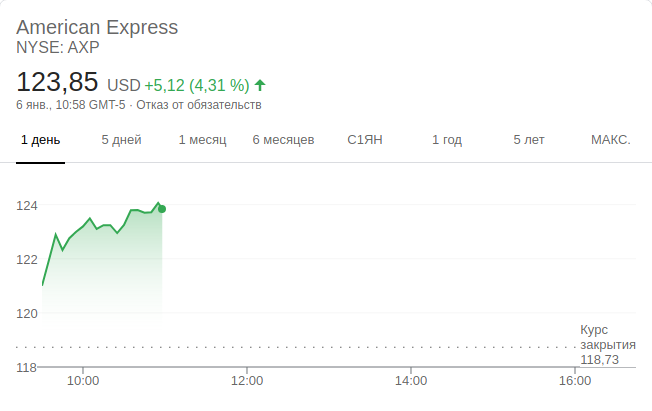 American Express
NYSE: AXP
123,85 USD +5,12 (4,31 %)
6 янв., 10:58 GMT-5 · Отказ от обязательств
1 день 5 дней 1 месяц 6 месяцев С1ЯН 1 год 5 лет МАКС.
124
122
120
118
Курс
закрытия
118,73
10:00 12:00 14:00 16:00